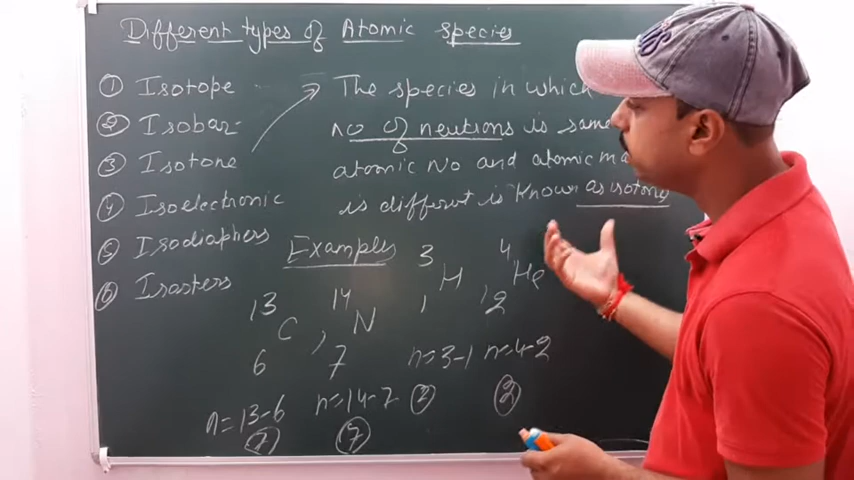 Different types of Atomic species
① Isotope
② Isobar
③ Isotone
④ Isoelectronic
⑤ Isodiaphers
⑥ Isosters
The species in which
no of neutrons is same
atomic No and atomic ma
is different is Known as isotone
Examples
13 C 6 , 14 N 7
3 H 1 , 4 He 2
n=13-6 n=14-7 n=3-1 n=4-2
⑦ ⑦ ② ②